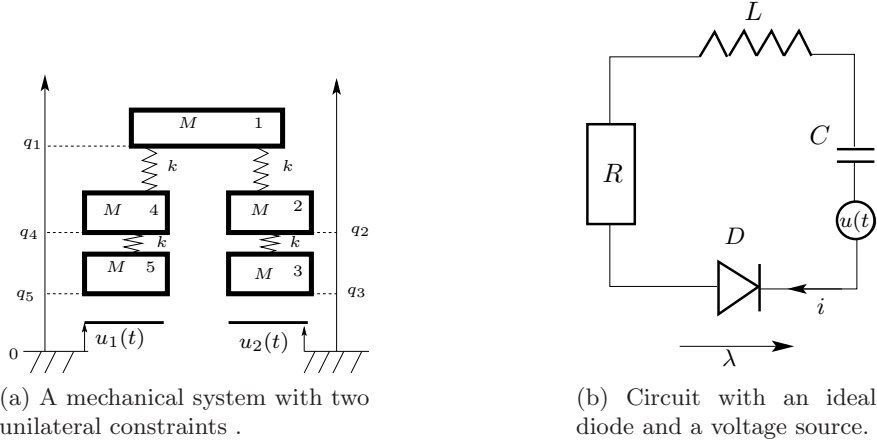 M 1
q1
k k
M 4 M 2
q4 q2
k k
M 5 M 3
q5 q3
u1(t) u2(t)
0
(a) A mechanical system with two
unilateral constraints .
L
C
R
u(t
D
i
λ
(b) Circuit with an ideal
diode and a voltage source.